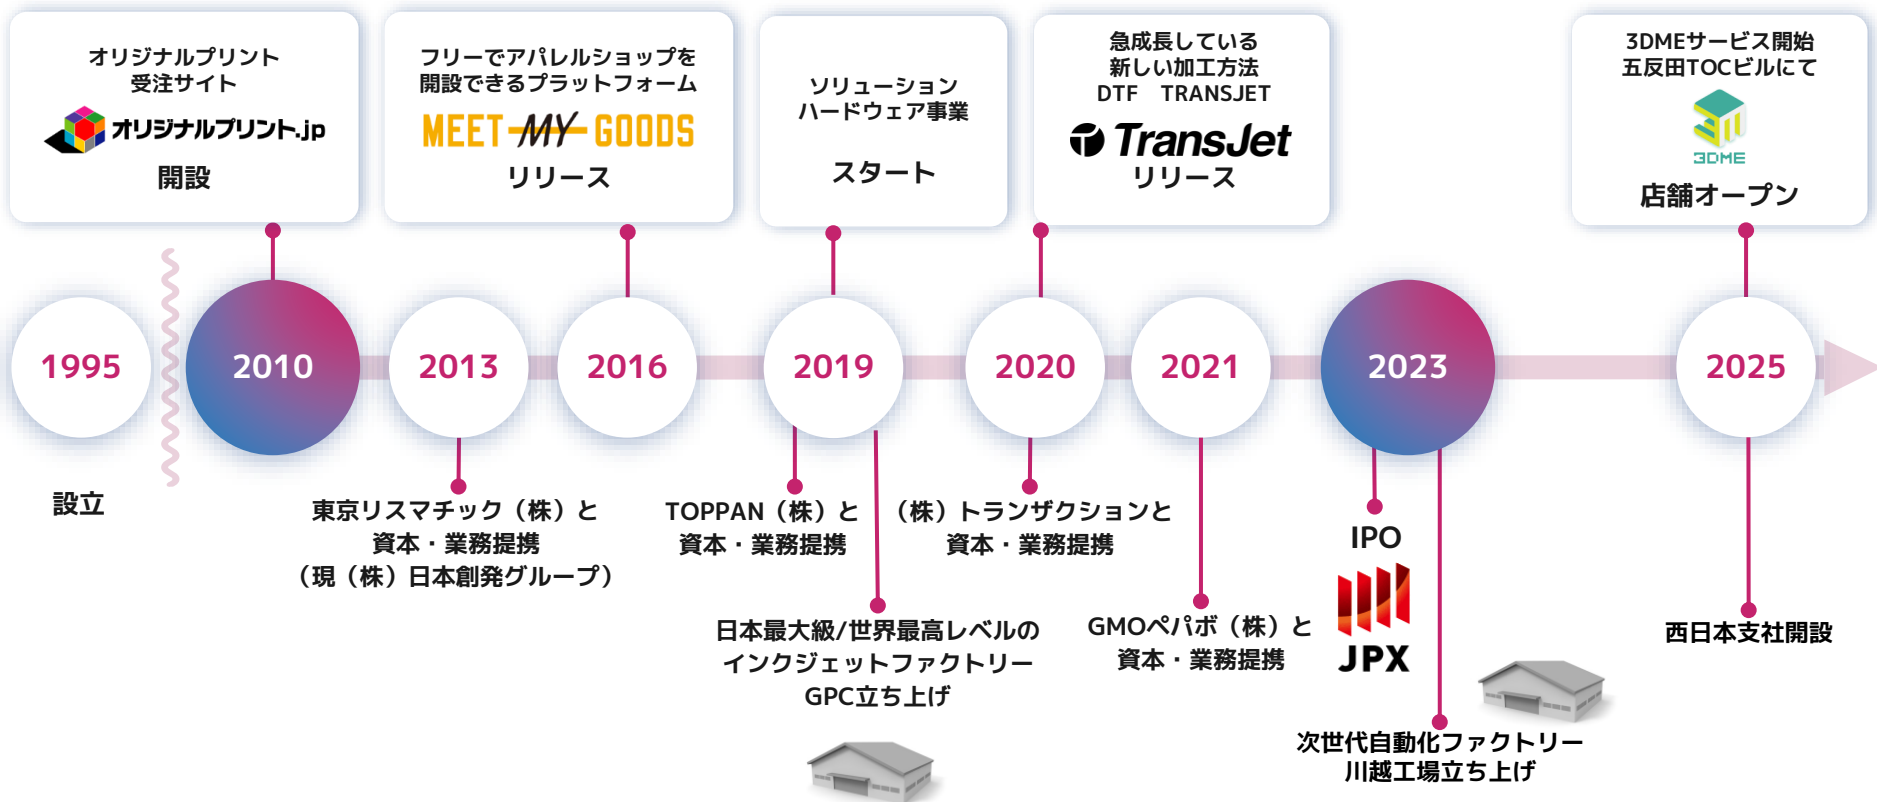 オリジナルプリント
受注サイト
オリジナルプリント.jp
開設
フリーでアパレルショップを
開設できるプラットフォーム
MEET MY GOODS
リリース
ソリューション
ハードウェア事業
スタート
急成長している
新しい加工方法
DTF TRANSJET
TransJet
リリース
3DMEサービス開始
五反田TOCビルにて
3DME
店舗オープン
1995
2010
2013
2016
2019
2020
2021
2023
2025
設立
東京リスマチック（株）と
資本・業務提携
（現（株）日本創発グループ）
TOPPAN（株）と
資本・業務提携
日本最大級/世界最高レベルの
インクジェットファクトリー
GPC立ち上げ
（株）トランザクションと
資本・業務提携
GMOペパボ（株）と
資本・業務提携
IPO
JPX
次世代自動化ファクトリー
川越工場立ち上げ
西日本支社開設